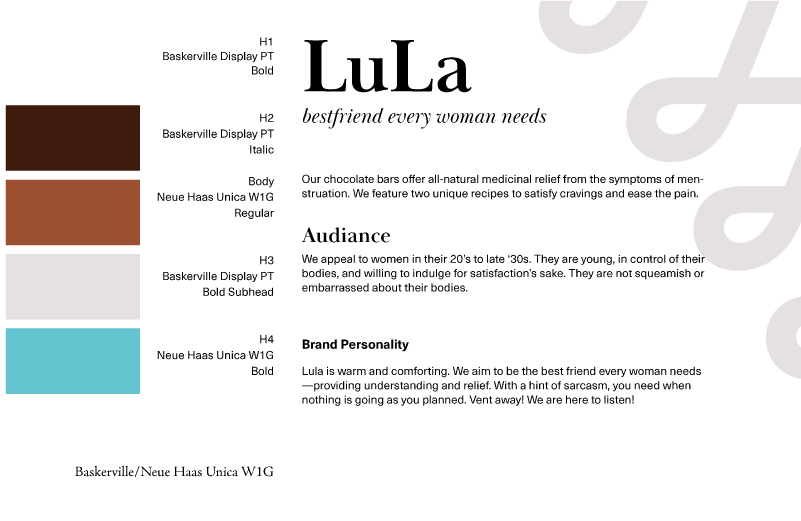 H1
Baskerville Display PT
Bold
H2
Baskerville Display PT
Italic
Body
Neue Haas Unica W1G
Regular
H3
Baskerville Display PT
Bold Subhead
H4
Neue Haas Unica W1G
Bold
Baskerville/Neue Haas Unica W1G
LuLa
bestfriend every woman needs
Our chocolate bars offer all-natural medicinal relief from the symptoms of men-
struation. We feature two unique recipes to satisfy cravings and ease the pain.
Audiance
We appeal to women in their 20’s to late ‘30s. They are young, in control of their
bodies, and willing to indulge for satisfaction’s sake. They are not squeamish or
embarrassed about their bodies.
Brand Personality
Lula is warm and comforting. We aim to be the best friend every woman needs
—providing understanding and relief. With a hint of sarcasm, you need when
nothing is going as you planned. Vent away! We are here to listen!